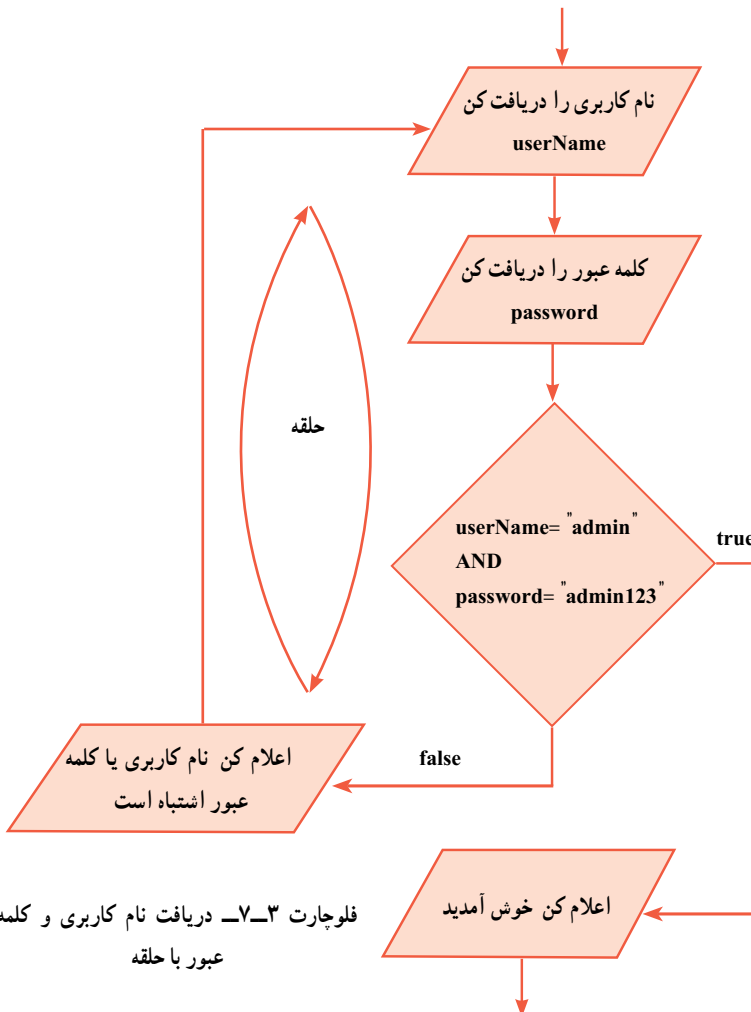 نام کاربری را دریافت کن
userName
کلمه عبور را دریافت کن
password
حلقه
userName= "admin"
AND
password= "admin123"
true
false
اعلام کن نام کاربری یا کلمه
عبور اشتباه است
اعلام کن خوش آمدید
فلوچارت ۳ــ۷ــ دریافت نام کاربری و کلمه
عبور با حلقه